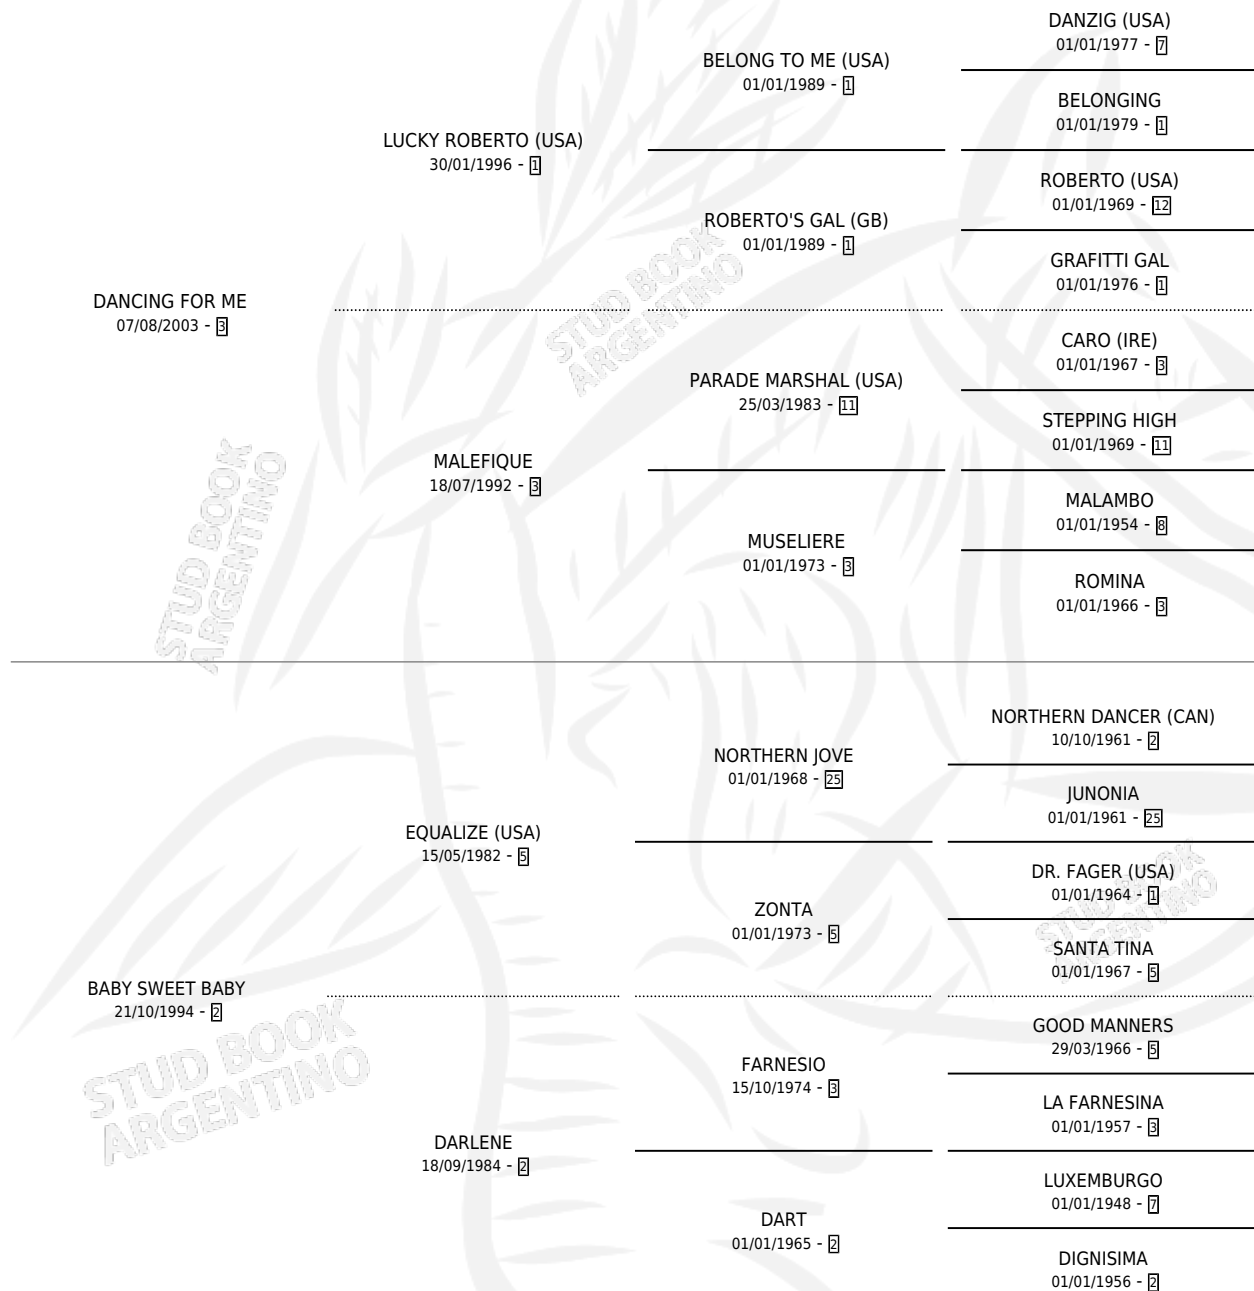 DANZIG (USA)
01/01/1977 - 7
BELONG TO ME (USA)
01/01/1989 - 1
BELONGING
01/01/1979 - 1
LUCKY ROBERTO (USA)
30/01/1996 - 1
ROBERTO (USA)
01/01/1969 - 12
ROBERTO'S GAL (GB)
01/01/1989 - 1
GRAFITTI GAL
01/01/1976 - 1
DANCING FOR ME
07/08/2003 - 3
CARO (IRE)
01/01/1967 - 3
PARADE MARSHAL (USA)
25/03/1983 - 11
STEPPING HIGH
01/01/1969 - 11
MALEFIQUE
18/07/1992 - 3
MALAMBO
01/01/1954 - 8
MUSELIERE
01/01/1973 - 3
ROMINA
01/01/1966 - 3
NORTHERN DANCER (CAN)
10/10/1961 - 2
NORTHERN JOVE
01/01/1968 - 25
JUNONIA
01/01/1961 - 25
EQUALIZE (USA)
15/05/1982 - 5
DR. FAGER (USA)
01/01/1964 - 1
ZONTA
01/01/1973 - 5
SANTA TINA
01/01/1967 - 5
BABY SWEET BABY
21/10/1994 - 2
GOOD MANNERS
29/03/1966 - 5
FARNESIO
15/10/1974 - 3
LA FARNESINA
01/01/1957 - 3
DARLENE
18/09/1984 - 2
LUXEMBURGO
01/01/1948 - 7
DART
01/01/1965 - 2
DIGNISIMA
01/01/1956 - 2
STUD BOOK
ARGENTINO
STUD BOOK
ARGENTINO
STUD BOOK
ARGENTINO
STUD BOOK
ARGENTINO